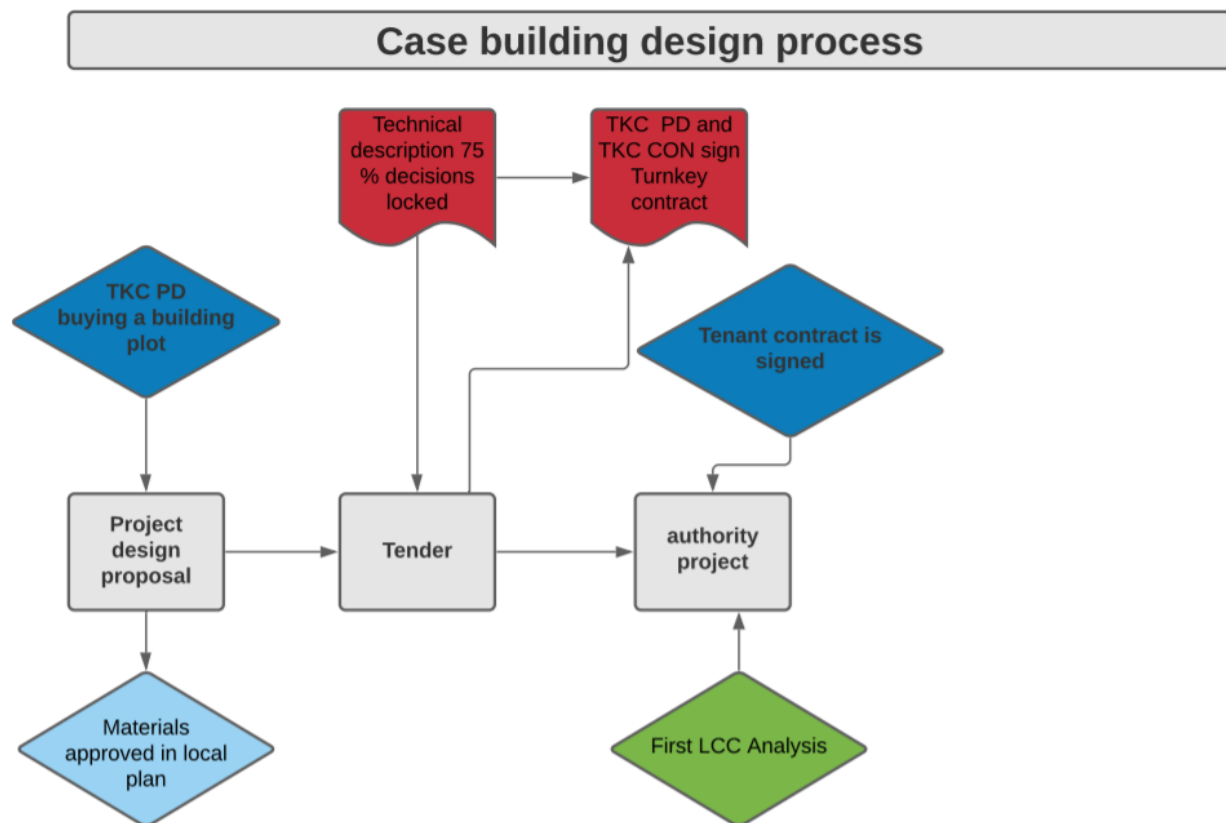 Case building design process
Technical
description 75
% decisions
locked
TKC  PD and
TKC CON sign
Turnkey
contract
TKC PD
buying a building
plot
Tenant contract is
signed
Project
design
proposal
Tender
authority
project
Materials
approved in local
plan
First LCC Analysis